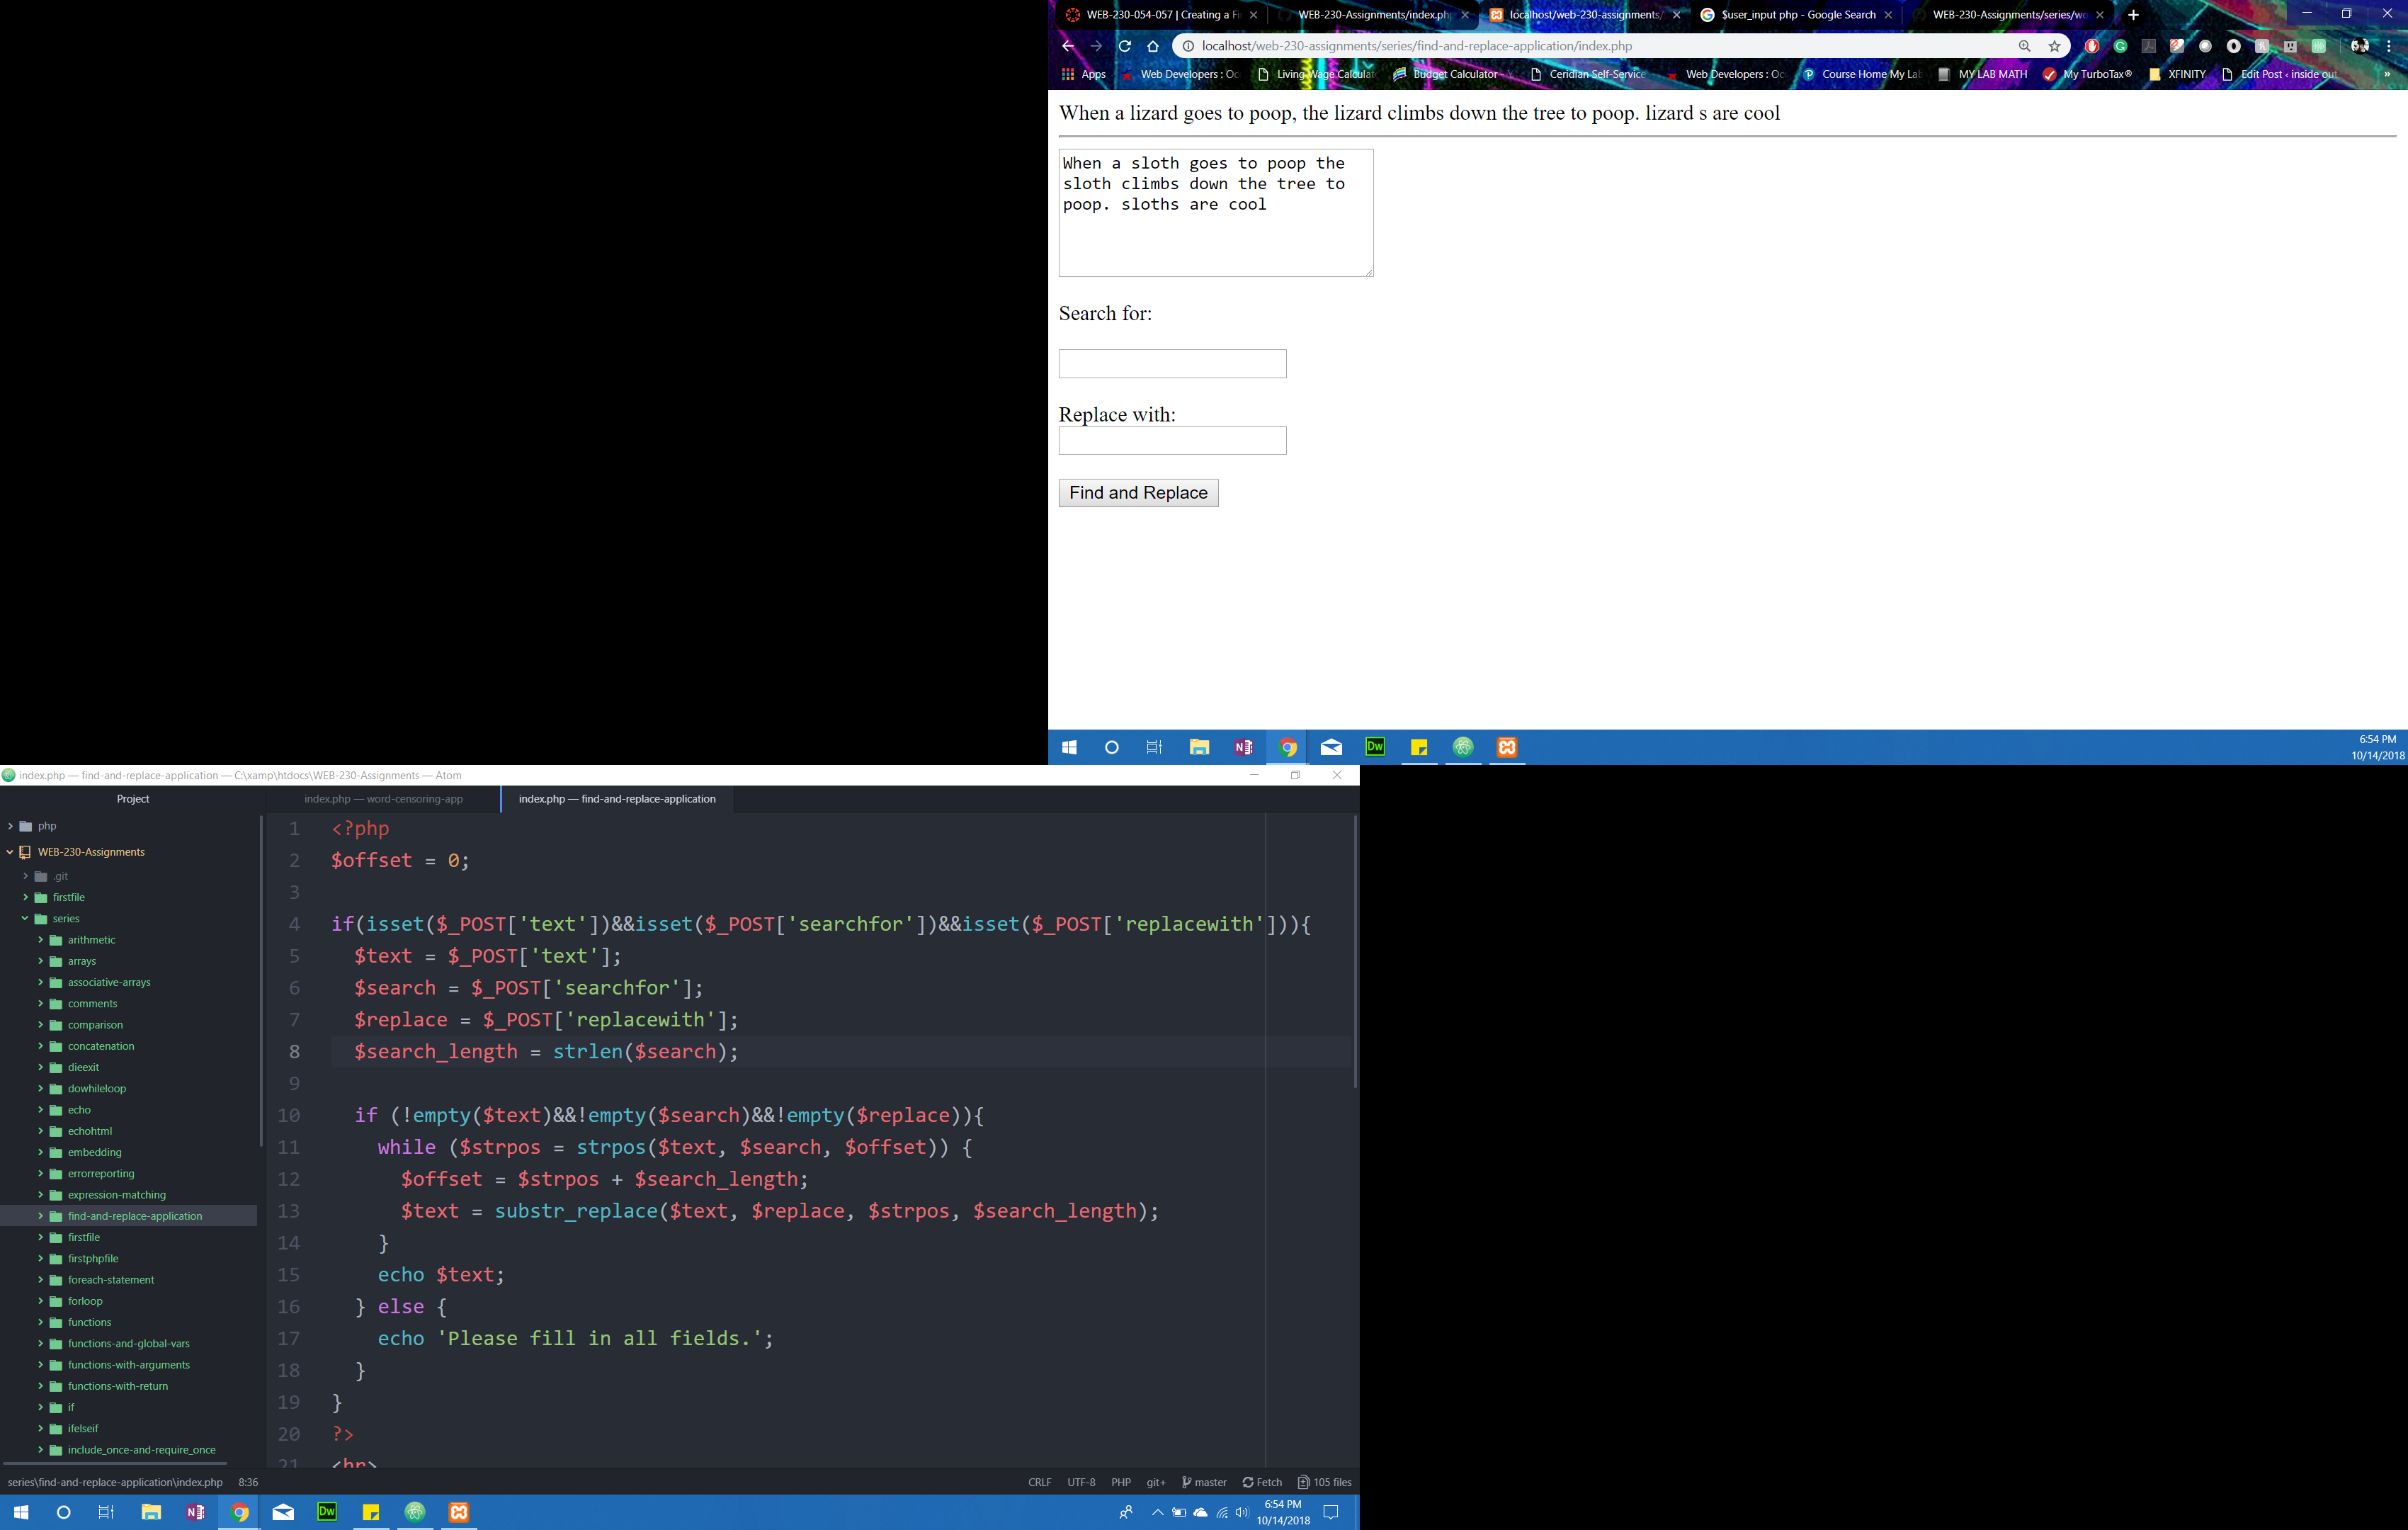 WEB-230-054-057 | Creating a Fi
WEB-230-Assignments/index.ph
localhost/web-230-assignments/
$user_input php - Google Search
WEB-230-Assignments/series/wo
localhost/web-230-assignments/series/find-and-replace-application/index.php
Apps
Web Developers : Oc
Living Wage Calculat
Budget Calculator -
Ceridian Self-Service
Web Developers : Oc
Course Home My La
MY LAB MATH
My TurboTax®
XFINITY
Edit Post ‹ inside out
»
When a lizard goes to poop, the lizard climbs down the tree to poop. lizard s are cool
When a sloth goes to poop the
sloth climbs down the tree to
poop. sloths are cool
Search for:
Replace with:
Find and Replace
6:54 PM
10/14/2018
index.php — find-and-replace-application — C:\xamp\htdocs\WEB-230-Assignments — Atom
Project
index.php — word-censoring-app
index.php — find-and-replace-application
php
WEB-230-Assignments
.git
firstfile
series
arithmetic
arrays
associative-arrays
comments
comparison
concatenation
dieexit
dowhileloop
echo
echohtml
embedding
errorreporting
expression-matching
find-and-replace-application
firstfile
firstphpfile
foreach-statement
forloop
functions
functions-and-global-vars
functions-with-arguments
functions-with-return
if
ifelseif
include_once-and-require_once
1 <?php
2 $offset = 0;
3
4 if(isset($_POST['text'])&&isset($_POST['searchfor'])&&isset($_POST['replacewith'])){
5 $text = $_POST['text'];
6 $search = $_POST['searchfor'];
7 $replace = $_POST['replacewith'];
8 $search_length = strlen($search);
9
10 if (!empty($text)&&!empty($search)&&!empty($replace)){
11 while ($strpos = strpos($text, $search, $offset)) {
12 $offset = $strpos + $search_length;
13 $text = substr_replace($text, $replace, $strpos, $search_length);
14 }
15 echo $text;
16 } else {
17 echo 'Please fill in all fields.';
18 }
19 }
20 ?>
21 <hr>
series\find-and-replace-application\index.php 8:36
CRLF UTF-8 PHP git+ master Fetch 105 files
6:54 PM
10/14/2018